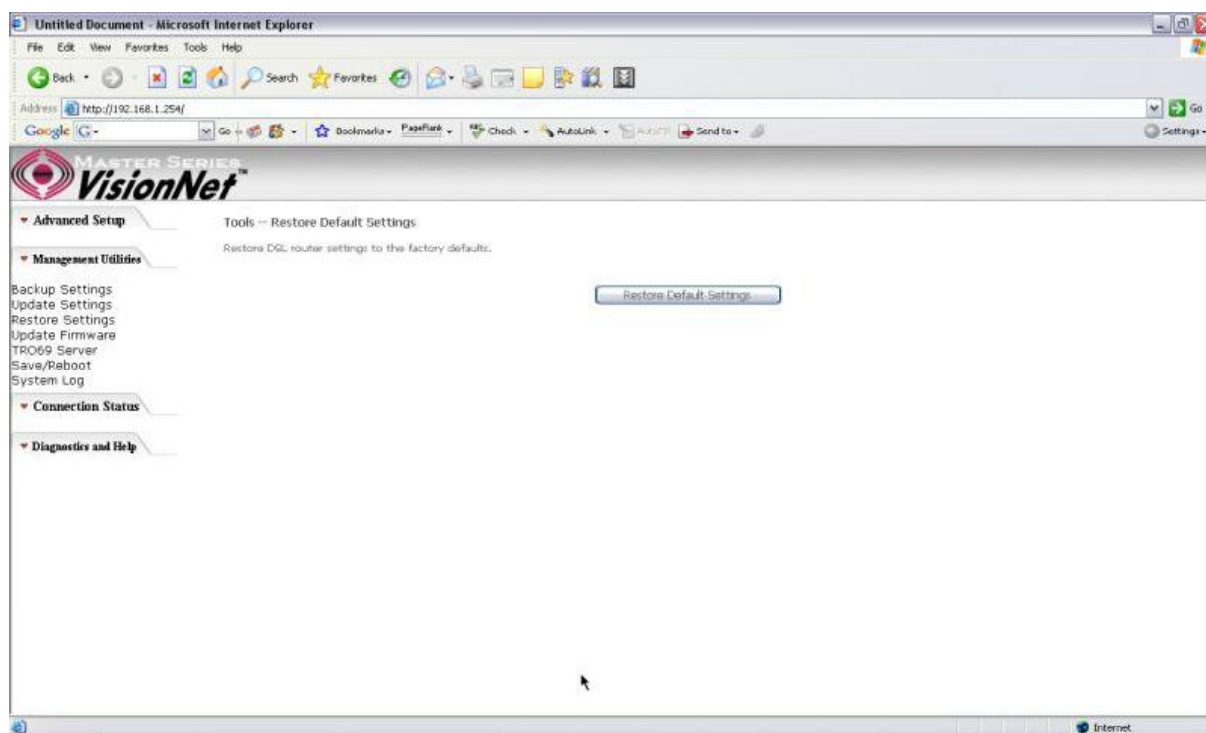 Untitled Document - Microsoft Internet Explorer
File Edit View Favorites Tools Help
Back Search Favorites
Address http://192.168.1.254/ Go
Google G Go Bookmarks PageRank Check AutoLink AutoFill Send to Settings
MASTER SERIES
VisionNet™
Advanced Setup
Tools -- Restore Default Settings
Restore DSL router settings to the factory defaults.
Management Utilities
Restore Default Settings
Backup Settings
Update Settings
Restore Settings
Update Firmware
TRO69 Server
Save/Reboot
System Log
Connection Status
Diagnostics and Help
Internet